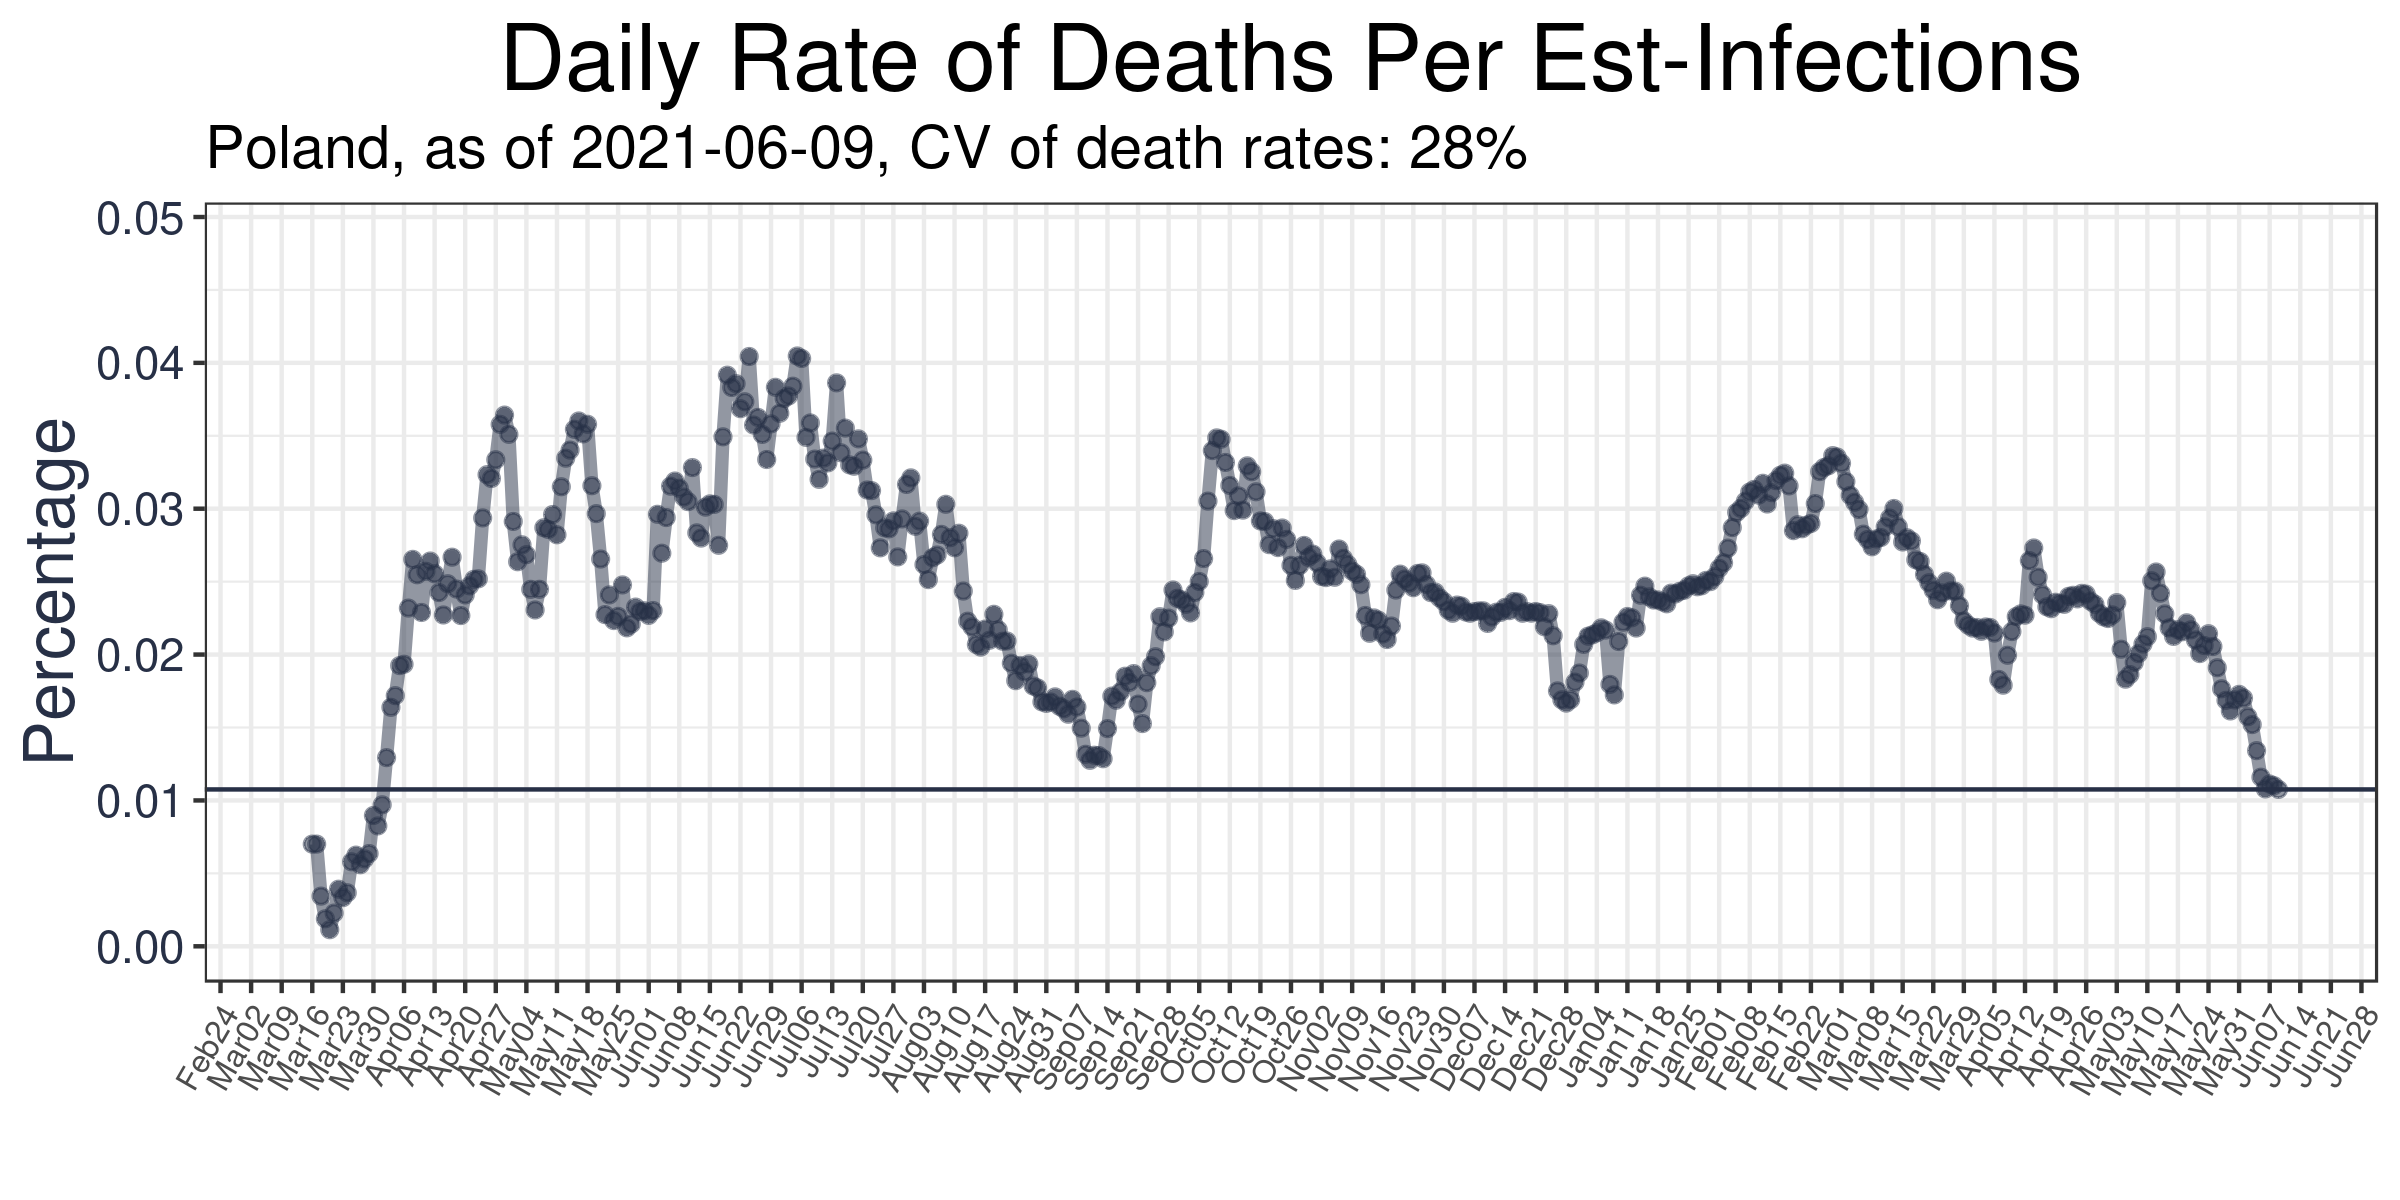 Daily Rate of Deaths Per Est-Infections
Poland, as of 2021-06-09, CV of death rates: 28%
Percentage
0.05
0.04
0.03
0.02
0.01
0.00
Feb24
Mar02
Mar09
Mar16
Mar23
Mar30
Apr06
Apr13
Apr20
Apr27
May04
May11
May18
May25
Jun01
Jun08
Jun15
Jun22
Jun29
Jul06
Jul13
Jul20
Jul27
Aug03
Aug10
Aug17
Aug24
Aug31
Sep07
Sep14
Sep21
Sep28
Oct05
Oct12
Oct19
Oct26
Nov02
Nov09
Nov16
Nov23
Nov30
Dec07
Dec14
Dec21
Dec28
Jan04
Jan11
Jan18
Jan25
Feb01
Feb08
Feb15
Feb22
Mar01
Mar08
Mar15
Mar22
Mar29
Apr05
Apr12
Apr19
Apr26
May03
May10
May17
May24
May31
Jun07
Jun14
Jun21
Jun28